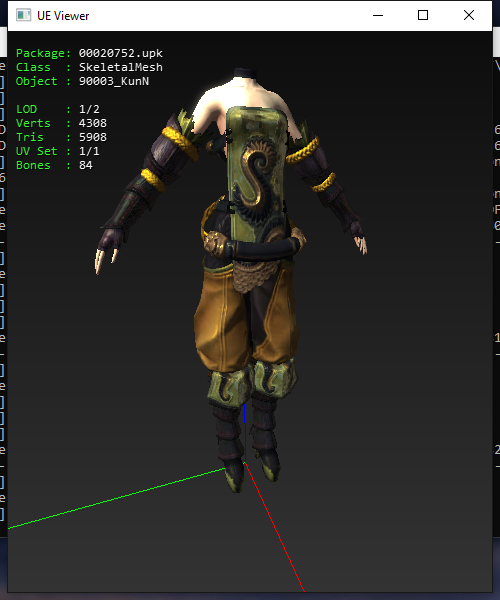 UE Viewer
Package: 00020752.upk
Class  : SkeletalMesh
Object : 90003_KunN
LOD    : 1/2
Verts  : 4308
Tris   : 5908
UV Set : 1/1
Bones  : 84